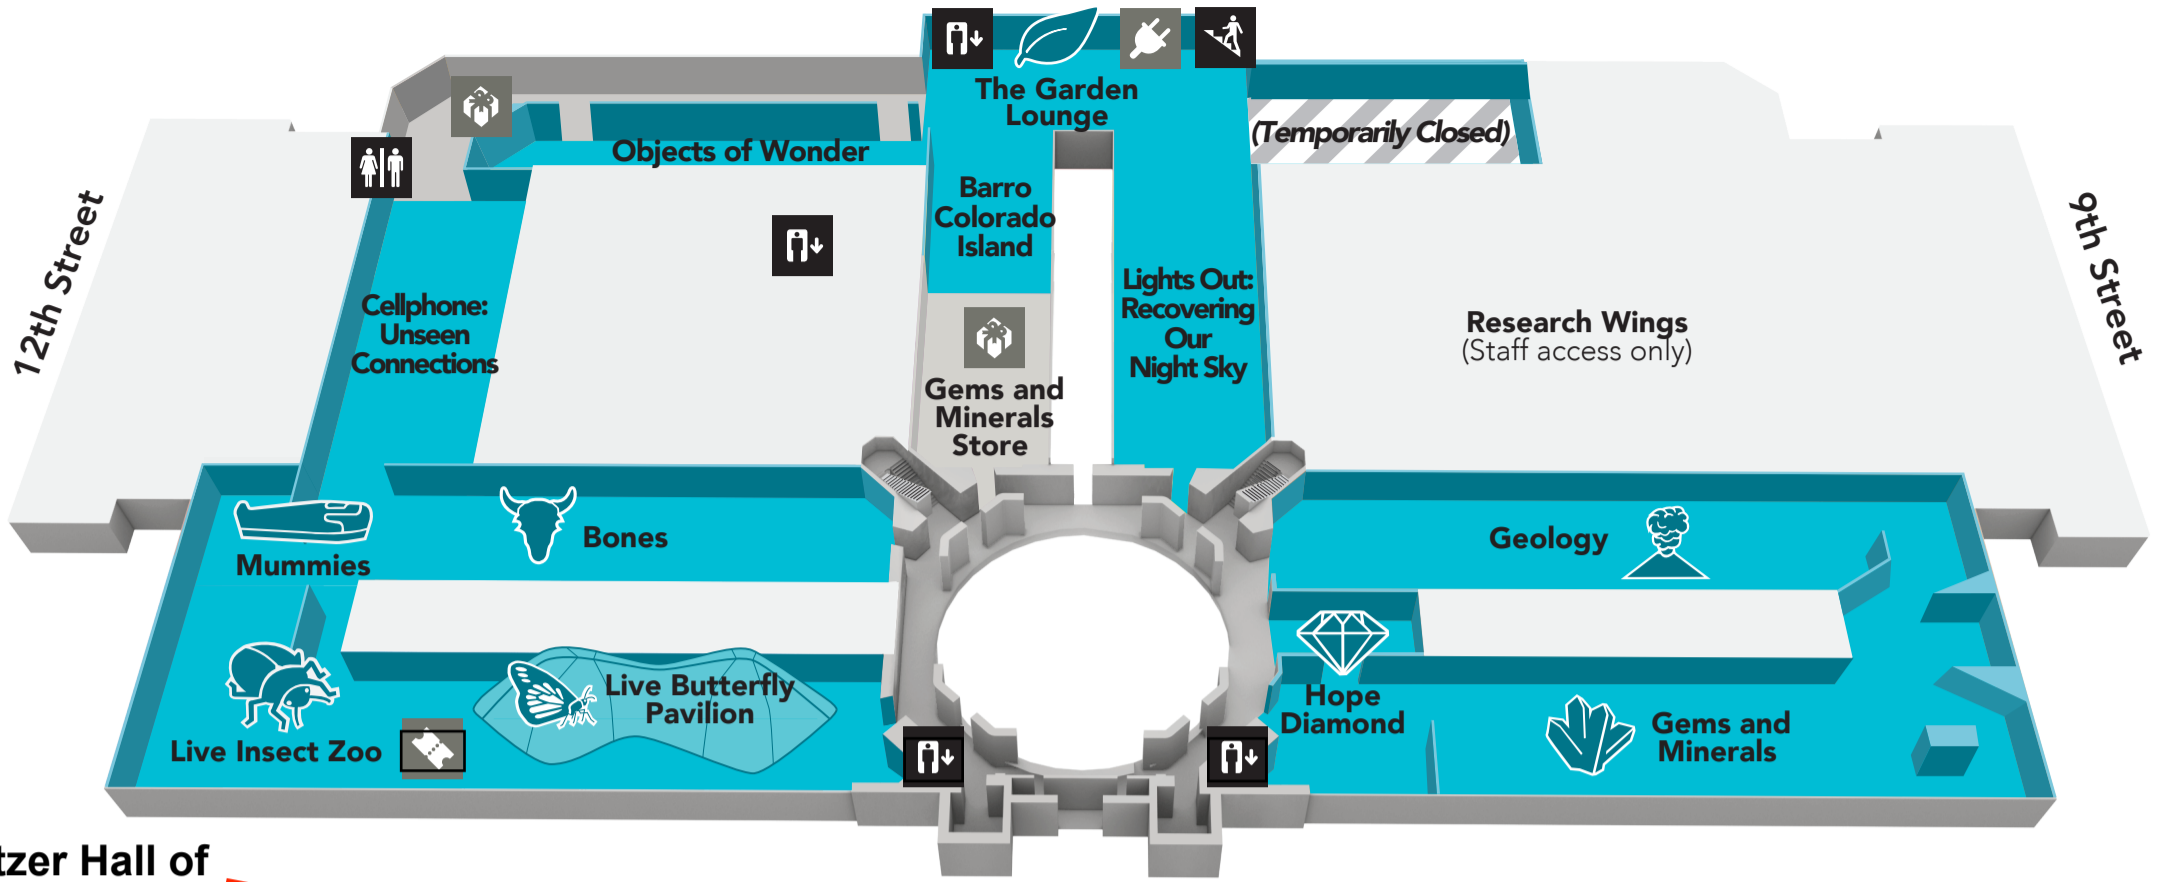 The Garden
Lounge
(Temporarily Closed)
Objects of Wonder
Barro
Colorado
Island
12th Street
9th Street
Cellphone:
Unseen
Connections
Lights Out:
Recovering
Our
Night Sky
Research Wings
(Staff access only)
Gems and
Minerals
Store
Mummies
Bones
Geology
Live Insect Zoo
Live Butterfly
Pavilion
Hope
Diamond
Gems and
Minerals
tzer Hall of